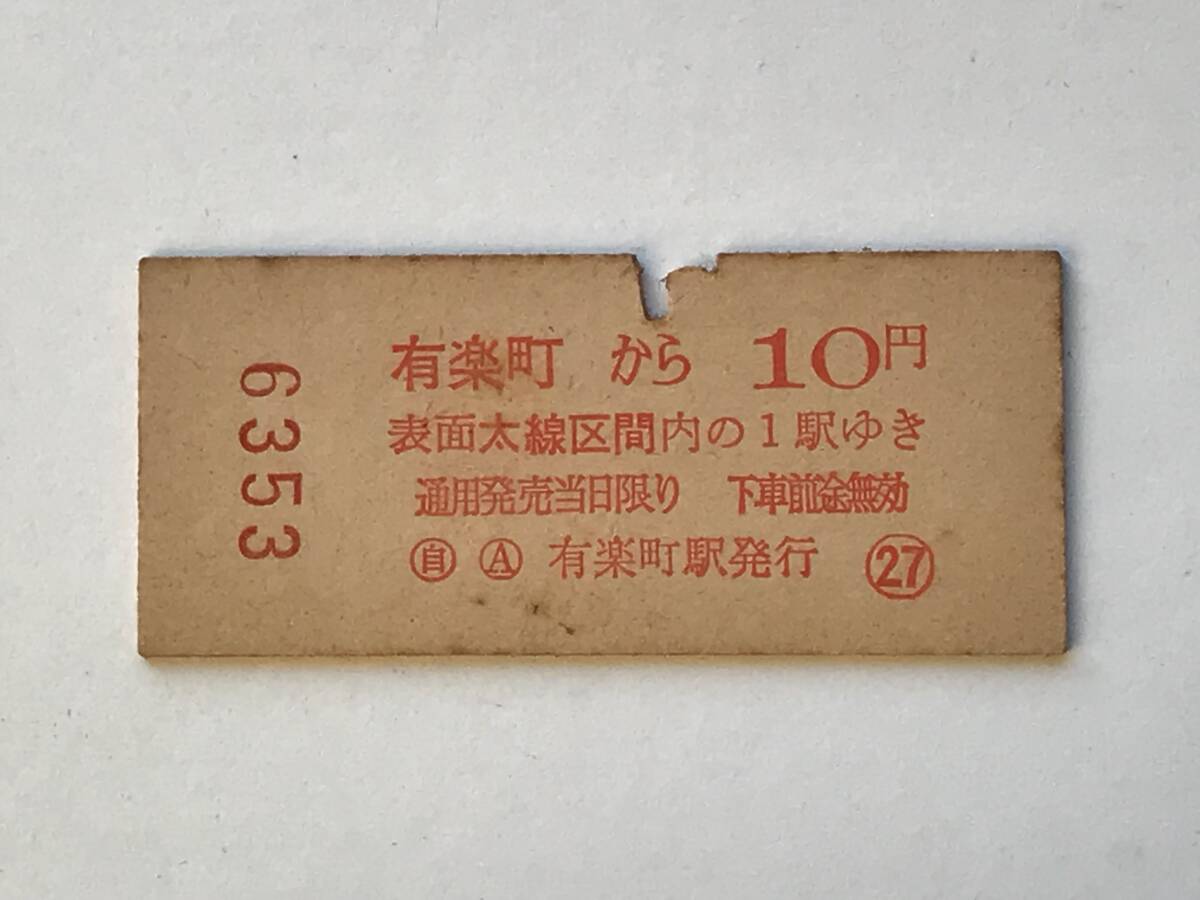 6353
有楽町 から 10円
表面太線区間内の1駅ゆき
通用発売当日限り 下車前途無効
㊂自 Ⓐ 有楽町駅発行 ㉗